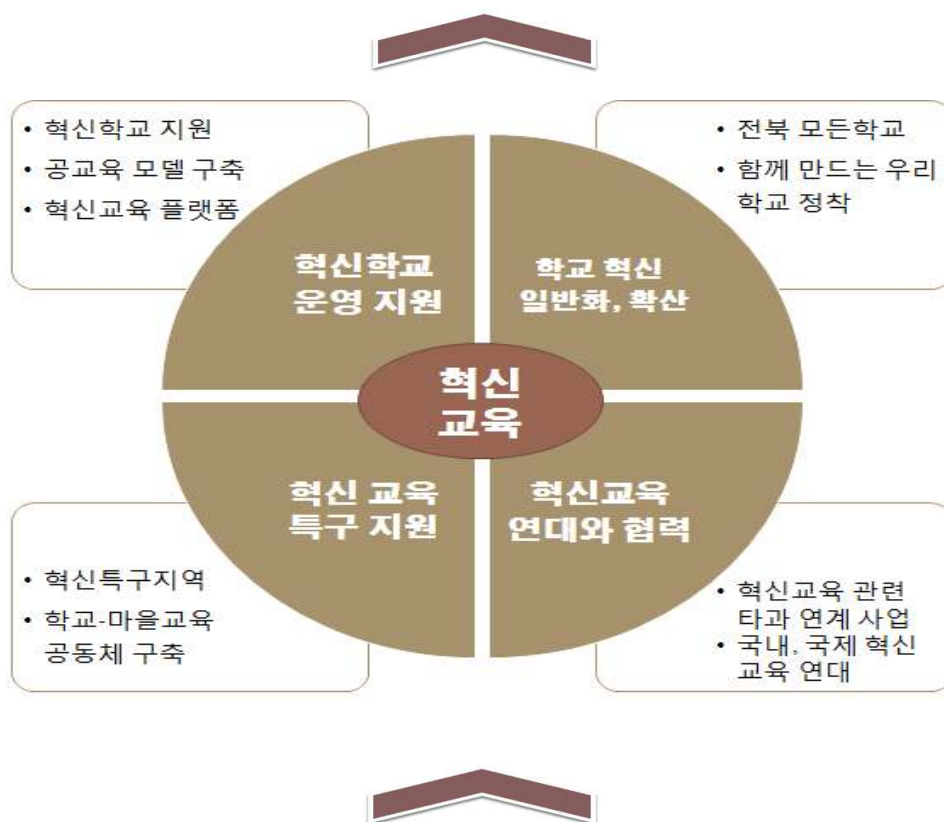 • 혁신학교 지원
• 공교육 모델 구축
• 혁신교육 플랫폼
• 전북 모든학교
• 함께 만드는 우리
학교 정착
혁신학교
운영 지원
학교 혁신
일반화, 확산
혁신
교육
혁신 교육
특구 지원
혁신교육
연대와 협력
• 혁신특구지역
• 학교-마을교육
공동체 구축
• 혁신교육 관련
타과 연계 사업
• 국내, 국제 혁신
교육 연대